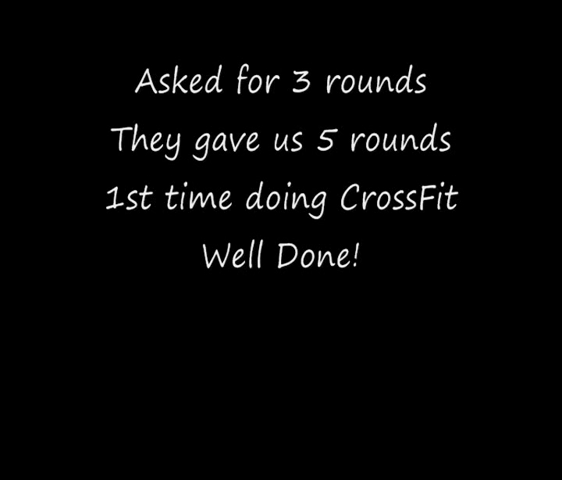 Asked for 3 rounds
They gave us 5 rounds
1st time doing CrossFit
Well Done!